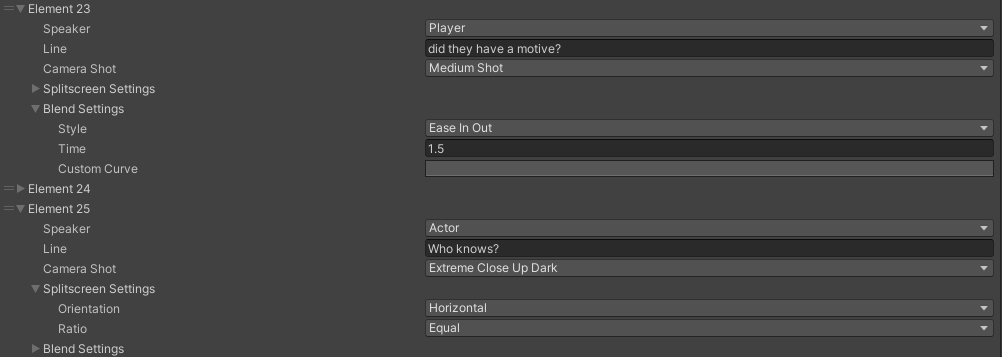 Element 23
Speaker Player
Line did they have a motive?
Camera Shot Medium Shot
Splitscreen Settings
Blend Settings
Style Ease In Out
Time 1.5
Custom Curve
Element 24
Element 25
Speaker Actor
Line Who knows?
Camera Shot Extreme Close Up Dark
Splitscreen Settings
Orientation Horizontal
Ratio Equal
Blend Settings